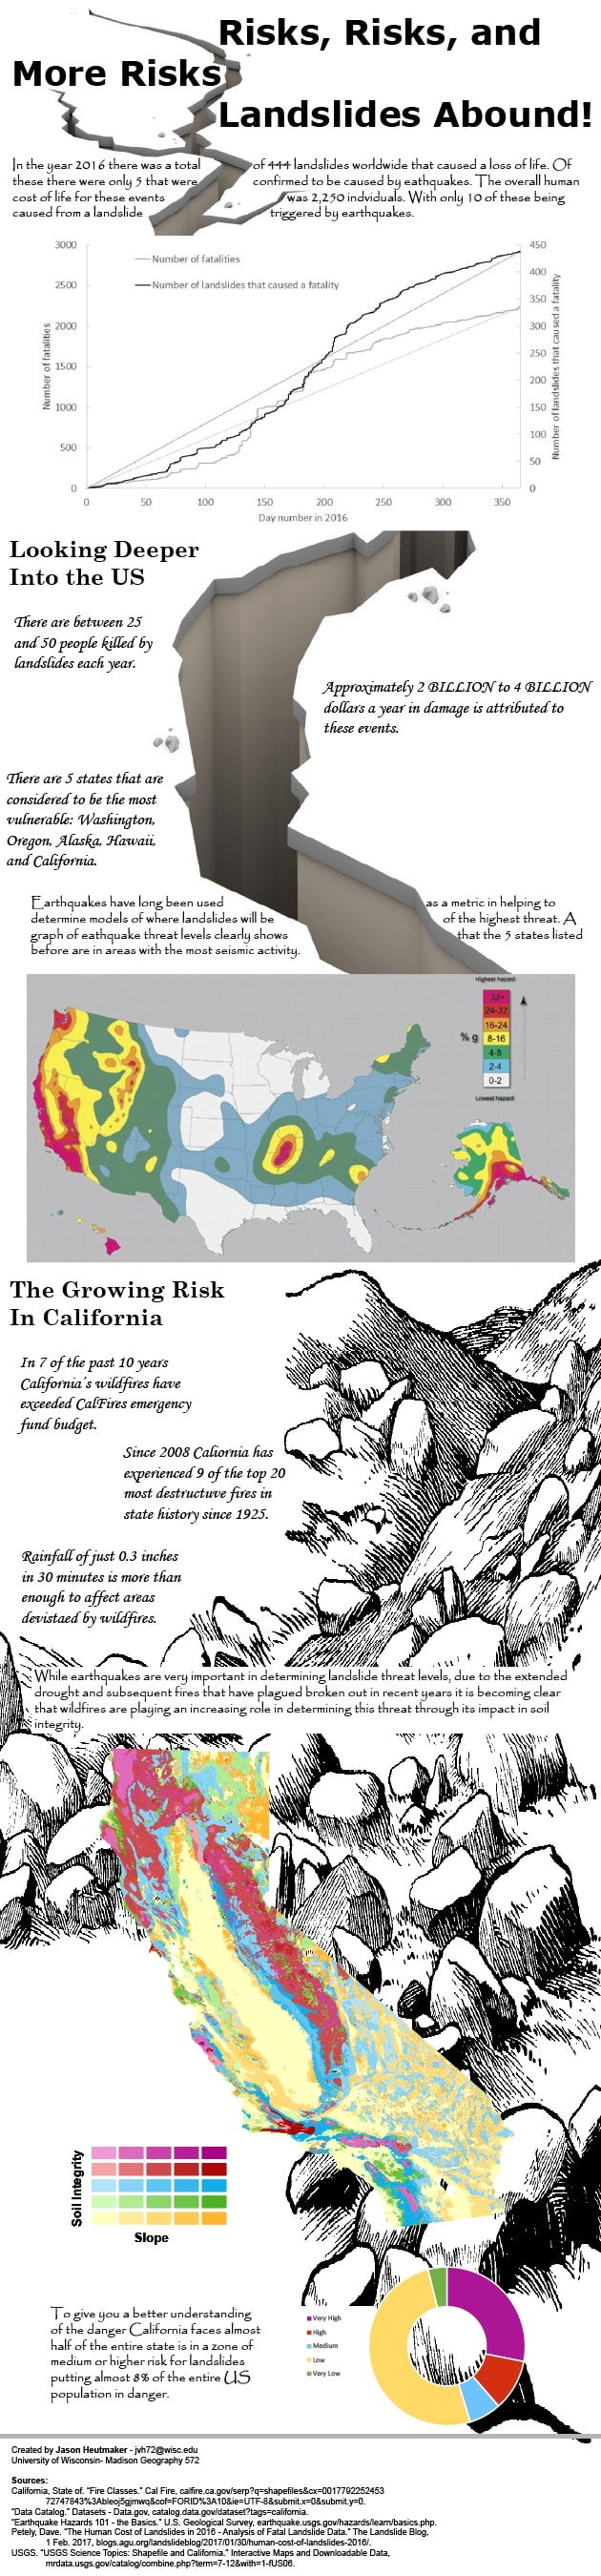 Risks, Risks, and
More Risks
Landslides Abound!
In the year 2016 there was a total of 444 landslides worldwide that caused a loss of life. Of
these there were only 5 that were confirmed to be caused by eathquakes. The overall human
cost of life for these events was 2,250 indviduals. With only 10 of these being
caused from a landslide triggered by earthquakes.
3000
2500
2000
1500
1000
500
0
Number of fatalities
Number of fatalities
Number of landslides that caused a fatality
450
400
350
300
250
200
150
100
50
0
Number of landslides that caused a fatality
0 50 100 150 200 250 300 350
Day number in 2016
Looking Deeper
Into the US
There are between 25
and 50 people killed by
landslides each year.
Approximately 2 BILLION to 4 BILLION
dollars a year in damage is attributed to
these events.
There are 5 states that are
considered to be the most
vulnerable: Washington,
Oregon, Alaska, Hawaii,
and California.
Earthquakes have long been used as a metric in helping to
determine models of where landslides will be of the highest threat. A
graph of eathquake threat levels clearly shows that the 5 states listed
before are in areas with the most seismic activity.
Highest hazard
32+
24-32
16-24
% g 8-16
4-8
2-4
0-2
Lowest hazard
The Growing Risk
In California
In 7 of the past 10 years
California's wildfires have
exceeded CalFires emergency
fund budget.
Since 2008 Caliornia has
experienced 9 of the top 20
most destructuve fires in
state history since 1925.
Rainfall of just 0.3 inches
in 30 minutes is more than
enough to affect areas
devistaed by wildfires.
While earthquakes are very important in determining landslide threat levels, due to the extended
drought and subsequent fires that have plagued broken out in recent years it is becoming clear
that wildfires are playing an increasing role in determining this threat through its impact in soil
integrity.
Soil Integrity
Slope
To give you a better understanding
of the danger California faces almost
half of the entire state is in a zone of
medium or higher risk for landslides
putting almost 8% of the entire US
population in danger.
Very High
High
Medium
Low
Very Low
Created by Jason Heutmaker - jvh72@wisc.edu
University of Wisconsin- Madison Geography 572
Sources:
California, State of. "Fire Classes." Cal Fire, calfire.ca.gov/serp?q=shapefiles&cx=0017792252453
72747843%3Ableoj5gjmwq&cof=FORID%3A10&ie=UTF-8&submit.x=0&submit.y=0.
"Data Catalog." Datasets - Data.gov, catalog.data.gov/dataset?tags=california.
"Earthquake Hazards 101 - the Basics." U.S. Geological Survey, earthquake.usgs.gov/hazards/learn/basics.php.
Petely, Dave. "The Human Cost of Landslides in 2016 - Analysis of Fatal Landslide Data." The Landslide Blog,
1 Feb. 2017, blogs.agu.org/landslideblog/2017/01/30/human-cost-of-landslides-2016/.
USGS. "USGS Science Topics: Shapefile and California." Interactive Maps and Downloadable Data,
mrdata.usgs.gov/catalog/combine.php?term=7-12&with=1-fUS06.